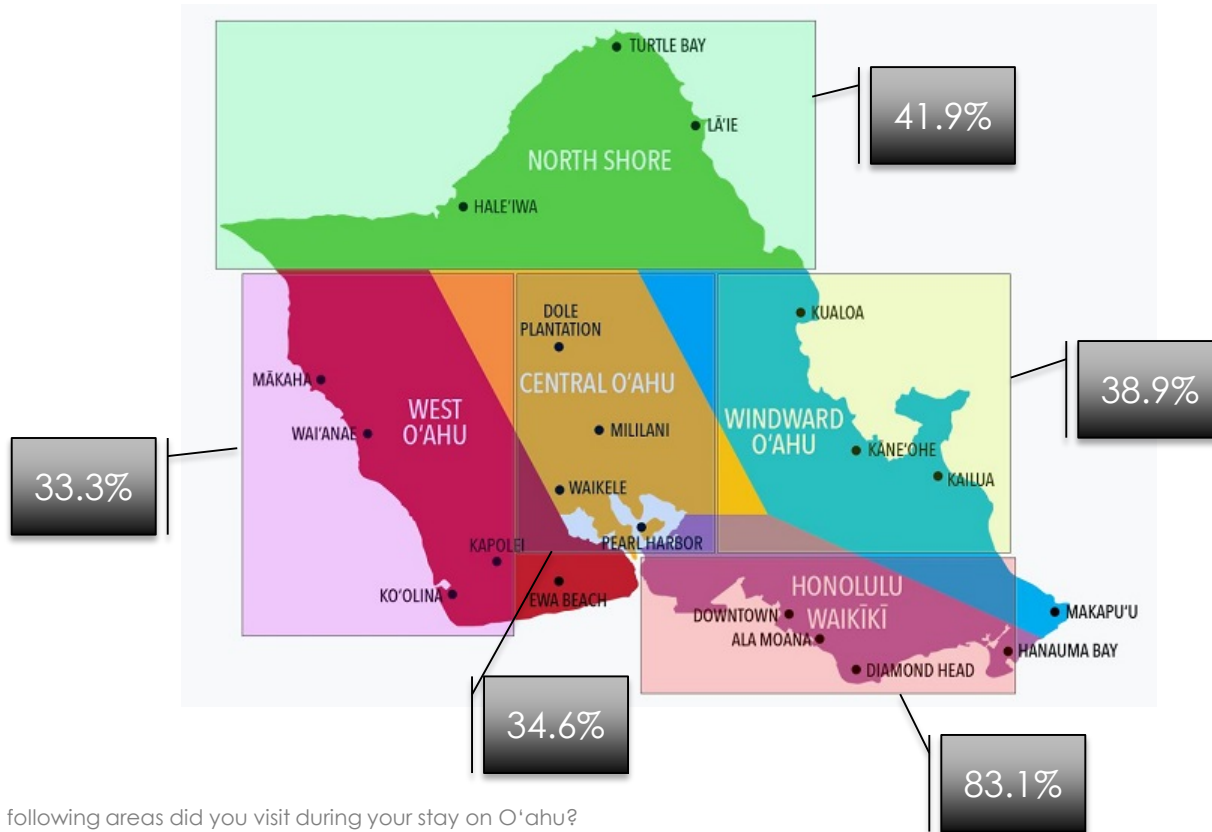 TURTLE BAY
41.9%
LĀ'IE
NORTH SHORE
HALE'IWA
DOLE
PLANTATION
KUALOA
MĀKAHA
CENTRAL O'AHU
38.9%
WEST
O'AHU
WINDWARD
O'AHU
WAI'ANAE
MILILANI
KĀNE'OHE
KAILUA
33.3%
WAIKELE
PEARL HARBOR
KAPOLEI
KO'OLINA
EWA BEACH
HONOLULU
WAIKĪKĪ
DOWNTOWN
MAKAPU'U
ALA MOANA
HANAUMA BAY
DIAMOND HEAD
34.6%
83.1%
following areas did you visit during your stay on O‘ahu?